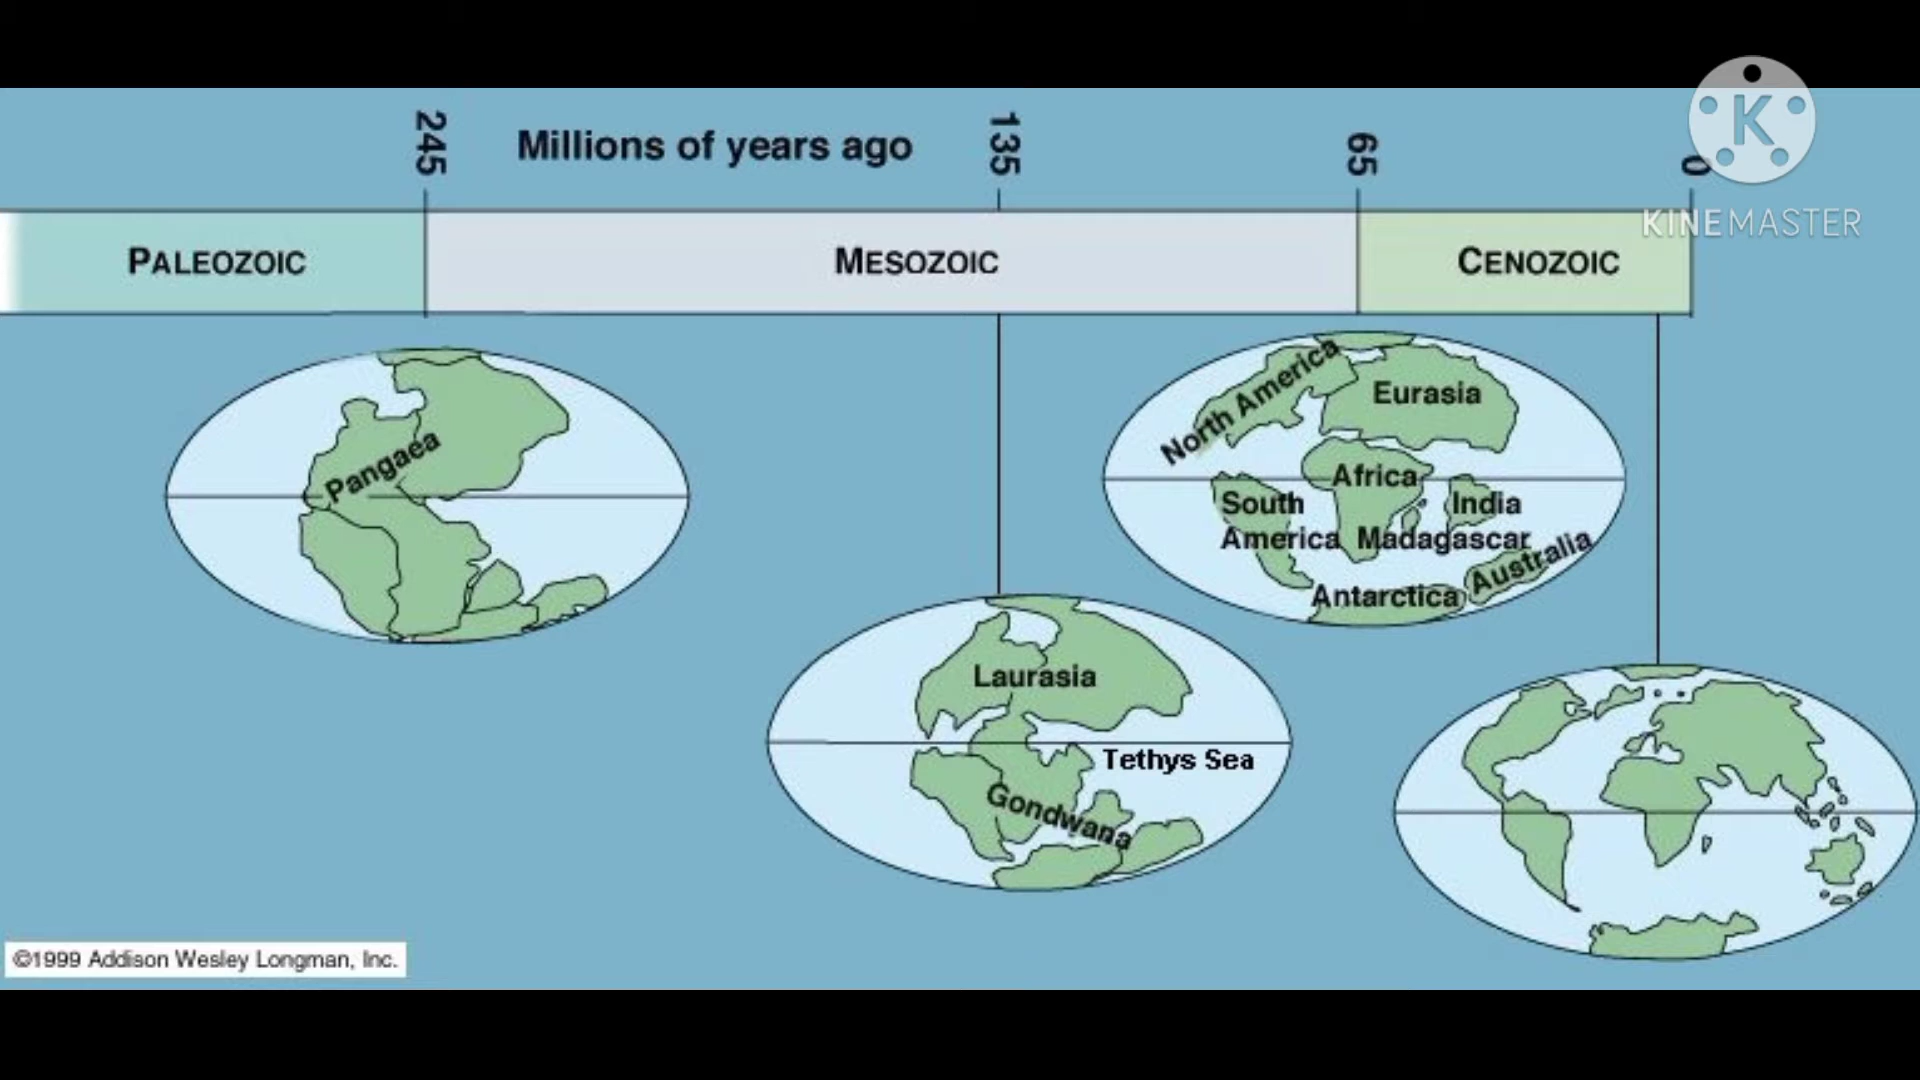 245
Millions of years ago
135
65
0
K
KINEMASTER
PALEOZOIC
MESOZOIC
CENOZOIC
Pangaea
North America
Eurasia
Africa
South
America
India
Madagascar
Australia
Antarctica
Laurasia
Tethys Sea
Gondwana
©1999 Addison Wesley Longman, Inc.